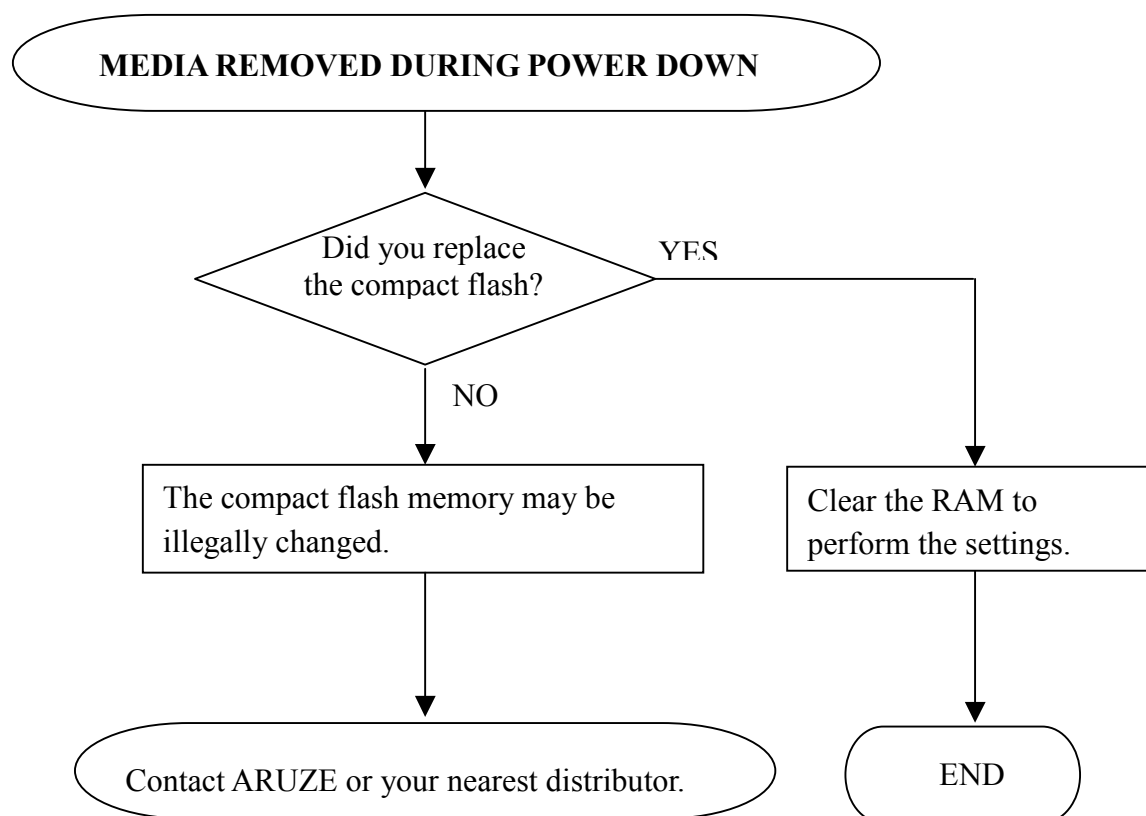 MEDIA REMOVED DURING POWER DOWN
Did you replace
the compact flash?
YES
NO
The compact flash memory may be
illegally changed.
Clear the RAM to
perform the settings.
Contact ARUZE or your nearest distributor.
END